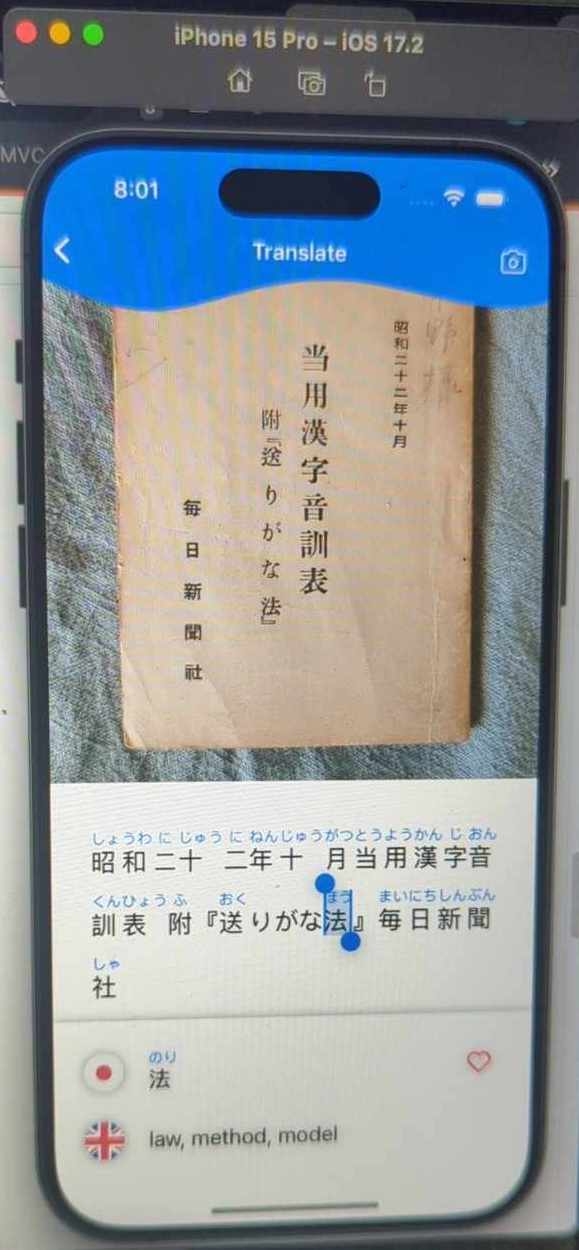 iPhone 15 Pro – iOS 17.2
MVC
8:01
Translate
昭和二十二年十月
当用漢字音訓表
附『送りがな法』
毎日新聞社
しょうわ に じゅう に ねんじゅうがつとうようかん じ おん
昭和二十 二年十 月当用漢字音
くんひょう ふ おく ほう まいにちしんぶん
訓表 附『送りがな法』毎日新聞
しゃ
社
のり
法
law, method, model